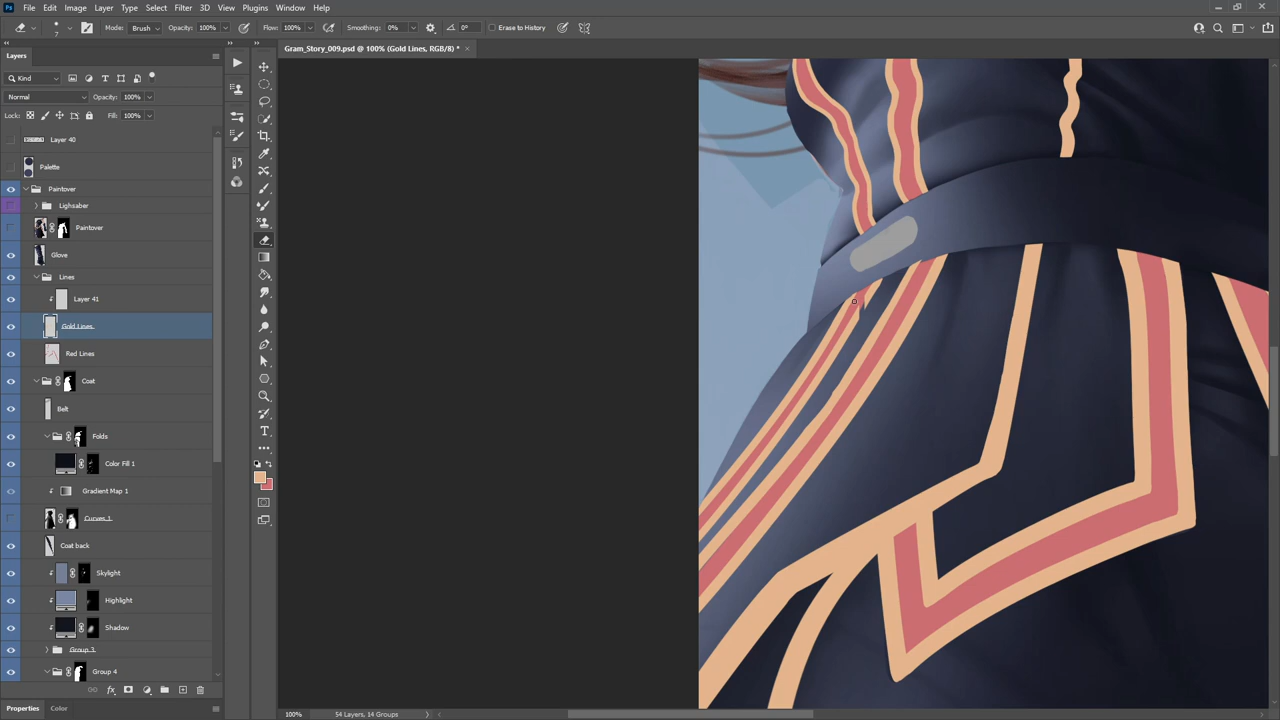 Ps File Edit Image Layer Type Select Filter 3D View Plugins Window Help
7 Mode: Brush Opacity: 100% Flow: 100% Smoothing: 0% 0° Erase to History
Layers
Gram_Story_009.psd @ 100% (Gold Lines, RGB/8) * ×
Kind
Normal Opacity: 100%
Lock: Fill: 100%
Layer 40
Palette
Paintover
Lighsaber
Paintover
Glove
Lines
Layer 41
Gold Lines
Red Lines
Coat
Belt
Folds
Color Fill 1
Gradient Map 1
Curves 1
Coat back
Skylight
Highlight
Shadow
Group 3
Group 4
fx
Properties Color
100% 54 Layers, 14 Groups